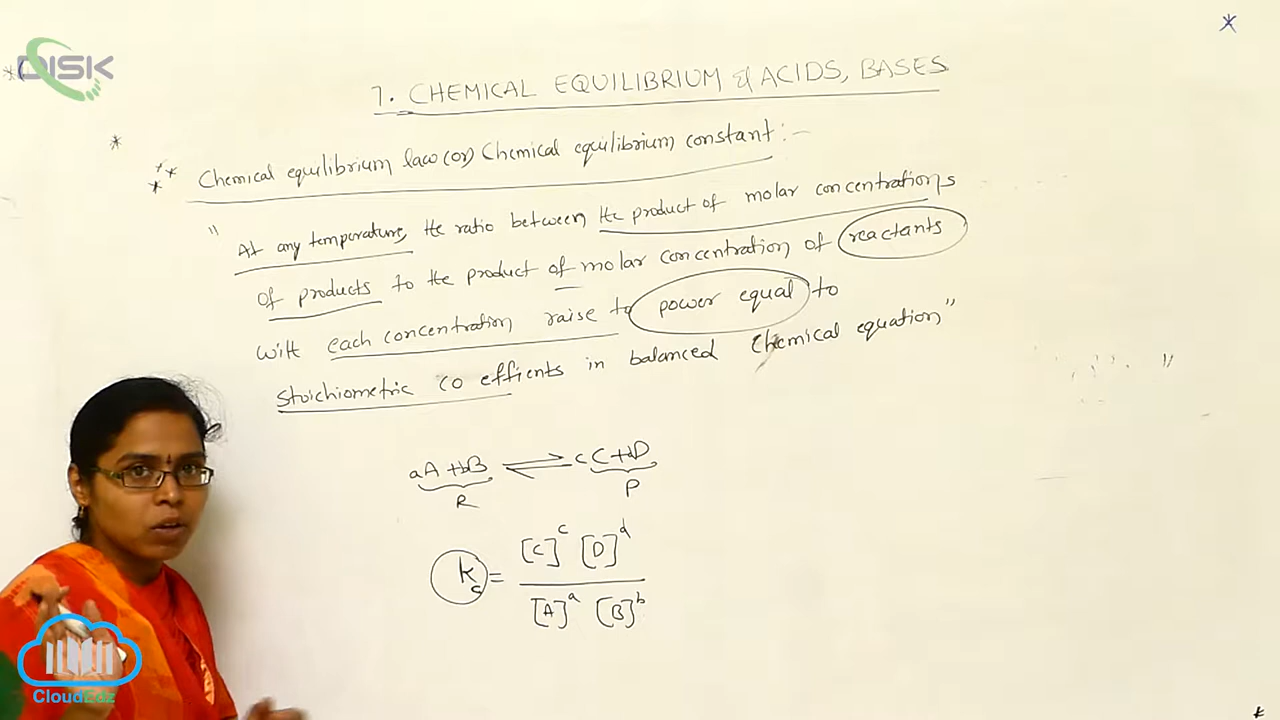 DISK
7. CHEMICAL EQUILIBRIUM & ACIDS, BASES
Chemical equilibrium law (or) Chemical equilibrium constant :-
"At any temperature, the ratio between the product of molar concentrations
of products to the product of molar concentration of reactants
with each concentration raise to power equal to
stoichiometric co effients in balanced chemical equation"
aA + bB ⇌ cC + dD
R P
Kc = [C]^c [D]^d
[A]^a [B]^b
CloudEdz